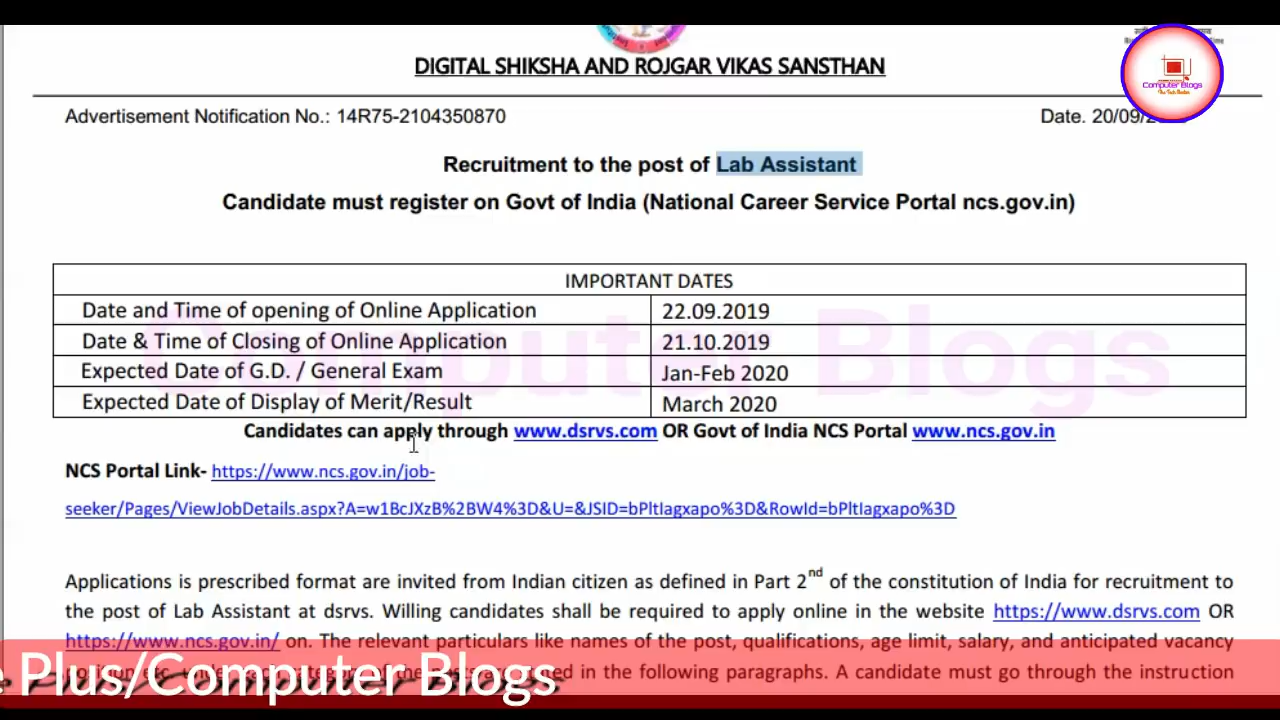 DIGITAL SHIKSHA AND ROJGAR VIKAS SANSTHAN
Computer Blogs
Advertisement Notification No.: 14R75-2104350870
Date. 20/09/
Recruitment to the post of Lab Assistant
Candidate must register on Govt of India (National Career Service Portal ncs.gov.in)
IMPORTANT DATES
Date and Time of opening of Online Application 22.09.2019
Date & Time of Closing of Online Application 21.10.2019
Expected Date of G.D. / General Exam Jan-Feb 2020
Expected Date of Display of Merit/Result March 2020
Computer Blogs
Candidates can apply through www.dsrvs.com OR Govt of India NCS Portal www.ncs.gov.in
NCS Portal Link- https://www.ncs.gov.in/job-
seeker/Pages/ViewJobDetails.aspx?A=w1BcJXzB%2BW4%3D&U=&JSID=bPltIagxapo%3D&RowId=bPltIagxapo%3D
Applications is prescribed format are invited from Indian citizen as defined in Part 2nd of the constitution of India for recruitment to
the post of Lab Assistant at dsrvs. Willing candidates shall be required to apply online in the website https://www.dsrvs.com OR
https://www.ncs.gov.in/ on. The relevant particulars like names of the post, qualifications, age limit, salary, and anticipated vacancy
in the following paragraphs. A candidate must go through the instruction
e Plus/Computer Blogs